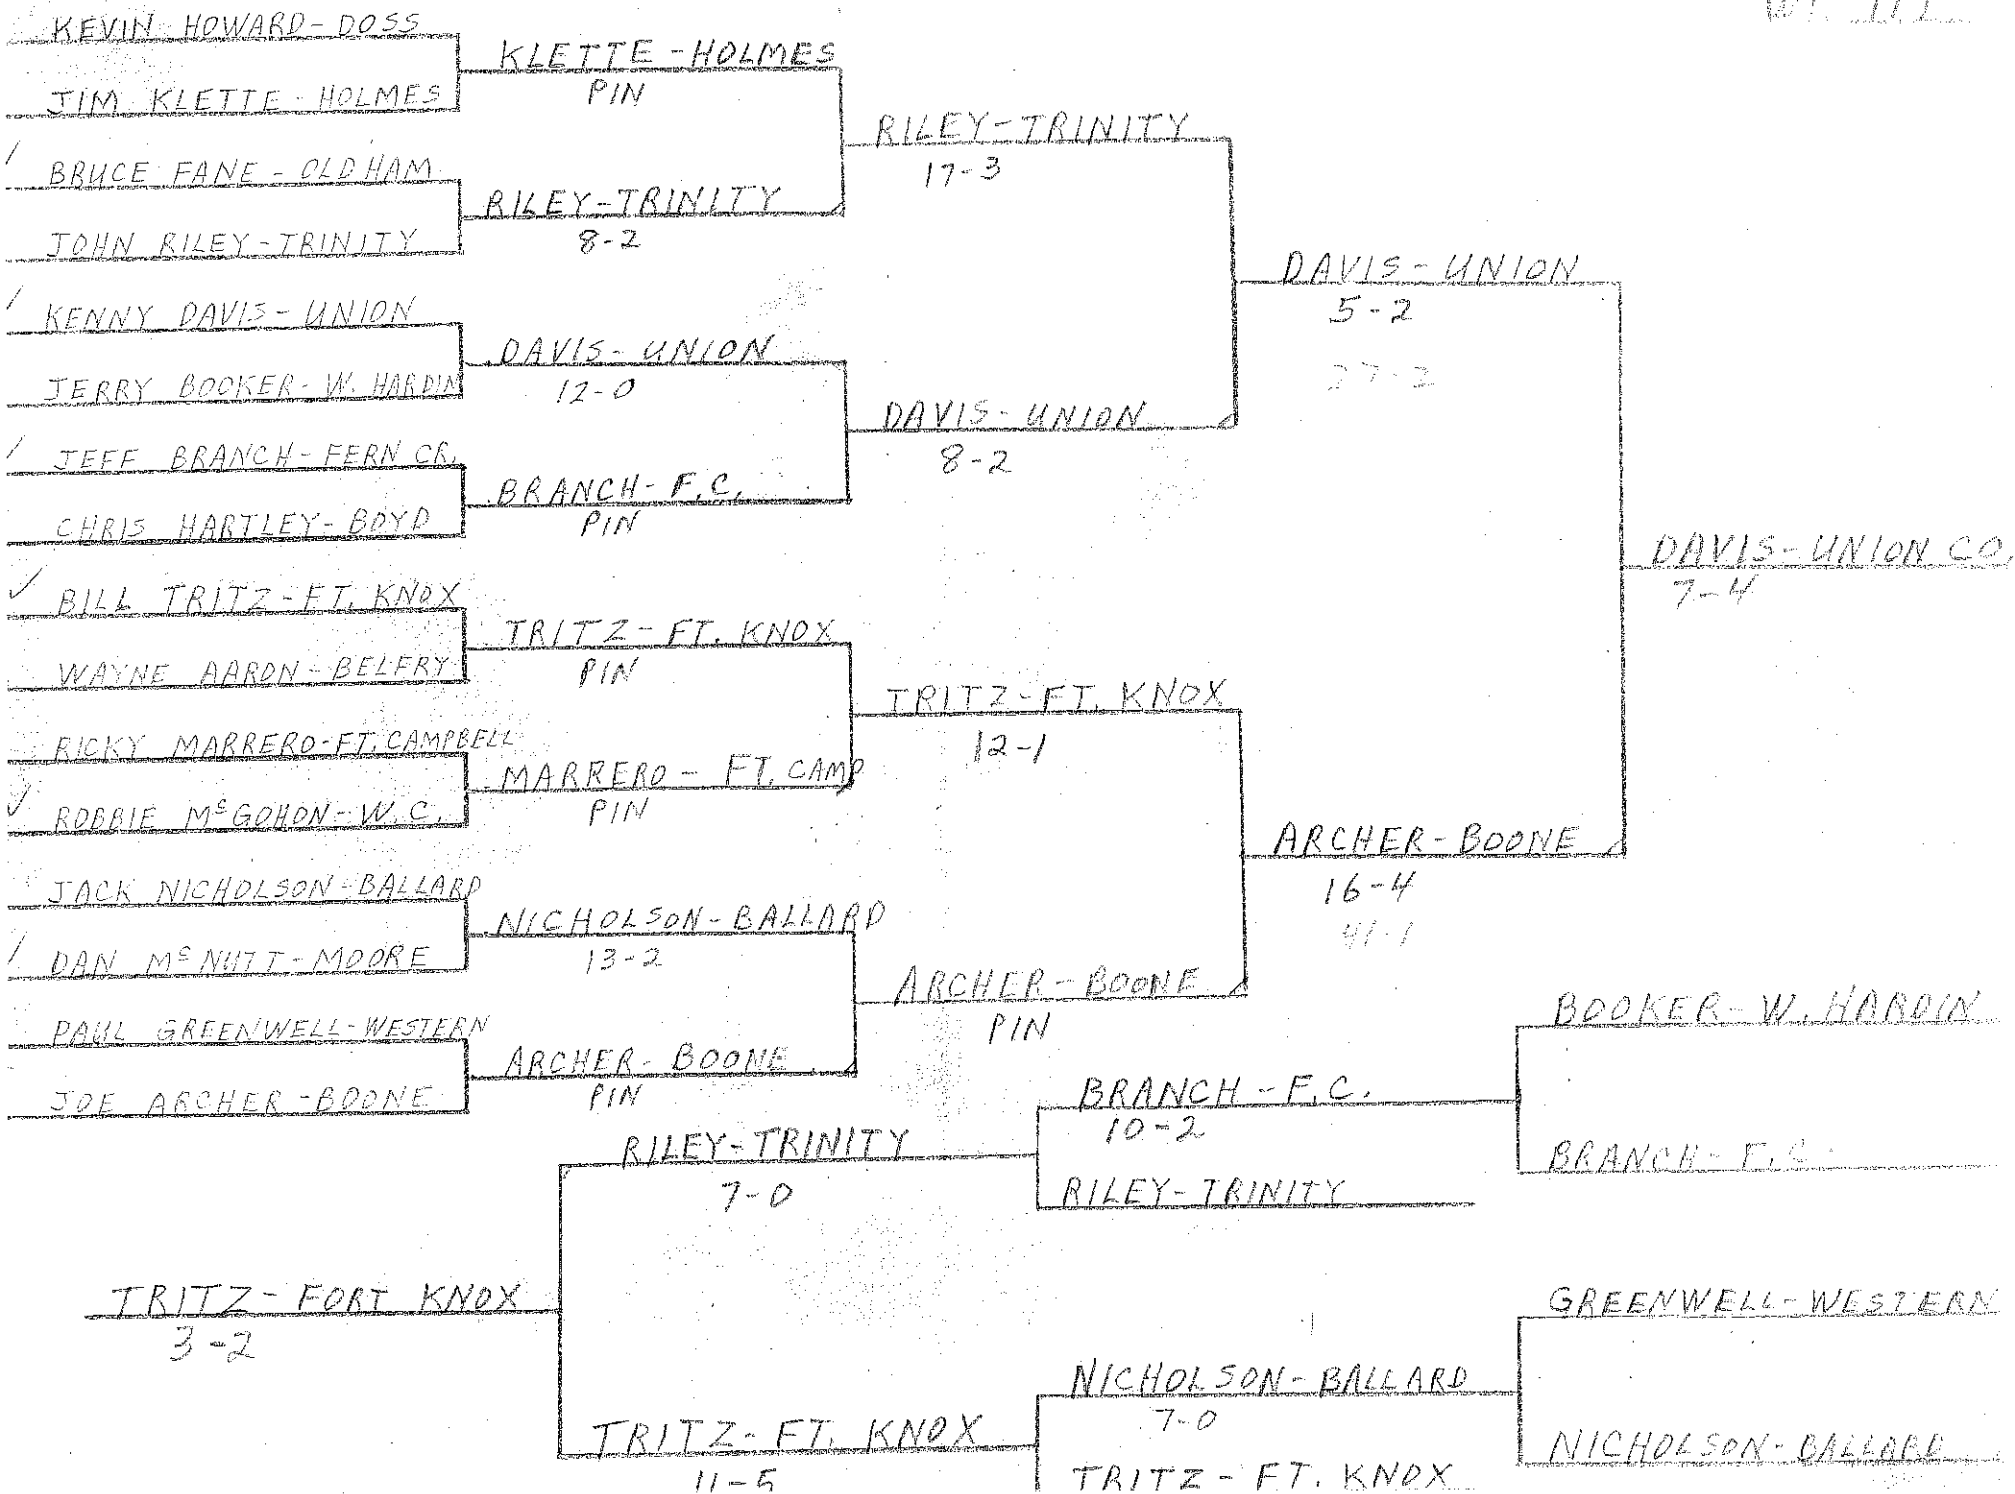 KEVIN HOWARD-DOSS
JIM KLETTE-HOLMES
BRUCE FANE-OLDHAM
JOHN RILEY-TRINITY
KENNY DAVIS-UNION
JERRY BOOKER-W. HARDIN
JEFF BRANCH-FERN CR.
CHRIS HARTLEY-BOYD
BILL TRITZ-FT. KNOX
WAYNE AARON-BELFRY
RICKY MARRERO-FT. CAMPBELL
ROBBIE McGOHON-W.C.
JACK NICHOLSON-BALLARD
DAN McNUTT-MOORE
PAUL GREENWELL-WESTERN
JOE ARCHER-BOONE
KLETTE-HOLMES
PIN
RILEY-TRINITY
8-2
DAVIS-UNION
12-0
BRANCH-F.C.
PIN
TRITZ-FT. KNOX
PIN
MARRERO-FT. CAMP
PIN
NICHOLSON-BALLARD
13-2
ARCHER-BOONE
PIN
RILEY-TRINITY
17-3
DAVIS-UNION
8-2
TRITZ-FT. KNOX
12-1
ARCHER-BOONE
PIN
DAVIS-UNION
5-2
ARCHER-BOONE
16-4
41-1
DAVIS-UNION CO.
7-4
BOOKER-W. HARDIN
BRANCH-F.C.
BRANCH-F.C.
10-2
RILEY-TRINITY
RILEY-TRINITY
7-0
GREENWELL-WESTERN
NICHOLSON-BALLARD
NICHOLSON-BALLARD
7-0
TRITZ-FT. KNOX
TRITZ-FT. KNOX
11-5
TRITZ-FORT KNOX
3-2